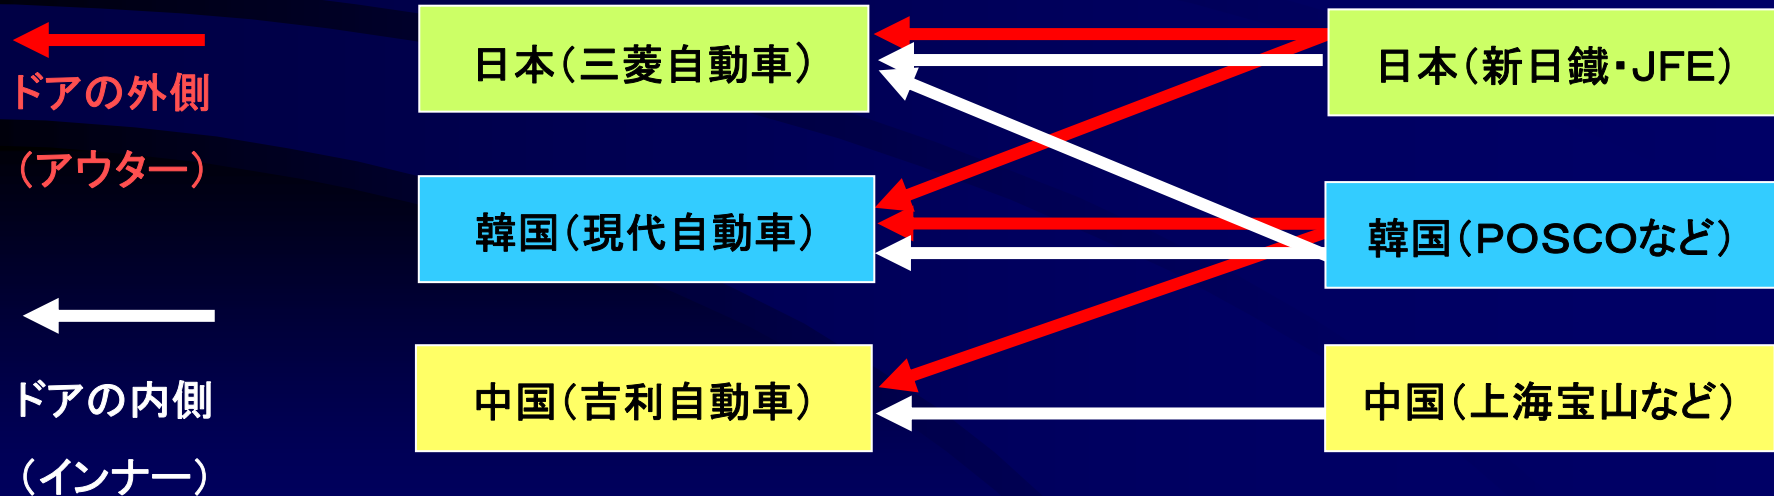 ドアの外側
（アウター）
ドアの内側
（インナー）
日本（三菱自動車）
日本（新日鐵・JFE）
韓国（現代自動車）
韓国（POSCOなど）
中国（吉利自動車）
中国（上海宝山など）